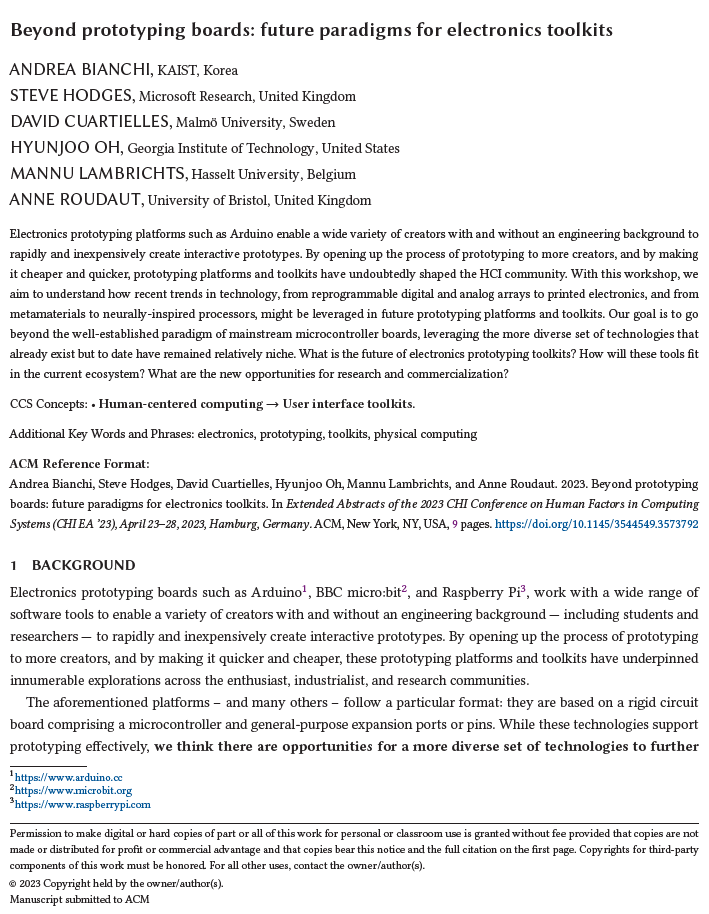 Beyond prototyping boards: future paradigms for electronics toolkits
ANDREA BIANCHI, KAIST, Korea
STEVE HODGES, Microsoft Research, United Kingdom
DAVID CUARTIELLES, Malmö University, Sweden
HYUNJOO OH, Georgia Institute of Technology, United States
MANNU LAMBRICHTS, Hasselt University, Belgium
ANNE ROUDAUT, University of Bristol, United Kingdom
Electronics prototyping platforms such as Arduino enable a wide variety of creators with and without an engineering background to
rapidly and inexpensively create interactive prototypes. By opening up the process of prototyping to more creators, and by making
it cheaper and quicker, prototyping platforms and toolkits have undoubtedly shaped the HCI community. With this workshop, we
aim to understand how recent trends in technology, from reprogrammable digital and analog arrays to printed electronics, and from
metamaterials to neurally-inspired processors, might be leveraged in future prototyping platforms and toolkits. Our goal is to go
beyond the well-established paradigm of mainstream microcontroller boards, leveraging the more diverse set of technologies that
already exist but to date have remained relatively niche. What is the future of electronics prototyping toolkits? How will these tools fit
in the current ecosystem? What are the new opportunities for research and commercialization?
CCS Concepts: • Human-centered computing → User interface toolkits.
Additional Key Words and Phrases: electronics, prototyping, toolkits, physical computing
ACM Reference Format:
Andrea Bianchi, Steve Hodges, David Cuartielles, Hyunjoo Oh, Mannu Lambrichts, and Anne Roudaut. 2023. Beyond prototyping
boards: future paradigms for electronics toolkits. In Extended Abstracts of the 2023 CHI Conference on Human Factors in Computing
Systems (CHI EA '23), April 23–28, 2023, Hamburg, Germany. ACM, New York, NY, USA, 9 pages. https://doi.org/10.1145/3544549.3573792
1 BACKGROUND
Electronics prototyping boards such as Arduino1, BBC micro:bit2, and Raspberry Pi3, work with a wide range of
software tools to enable a variety of creators with and without an engineering background — including students and
researchers — to rapidly and inexpensively create interactive prototypes. By opening up the process of prototyping
to more creators, and by making it quicker and cheaper, these prototyping platforms and toolkits have underpinned
innumerable explorations across the enthusiast, industrialist, and research communities.
The aforementioned platforms – and many others – follow a particular format: they are based on a rigid circuit
board comprising a microcontroller and general-purpose expansion ports or pins. While these technologies support
prototyping effectively, we think there are opportunities for a more diverse set of technologies to further
1https://www.arduino.cc
2https://www.microbit.org
3https://www.raspberrypi.com
Permission to make digital or hard copies of part or all of this work for personal or classroom use is granted without fee provided that copies are not
made or distributed for profit or commercial advantage and that copies bear this notice and the full citation on the first page. Copyrights for third-party
components of this work must be honored. For all other uses, contact the owner/author(s).
© 2023 Copyright held by the owner/author(s).
Manuscript submitted to ACM